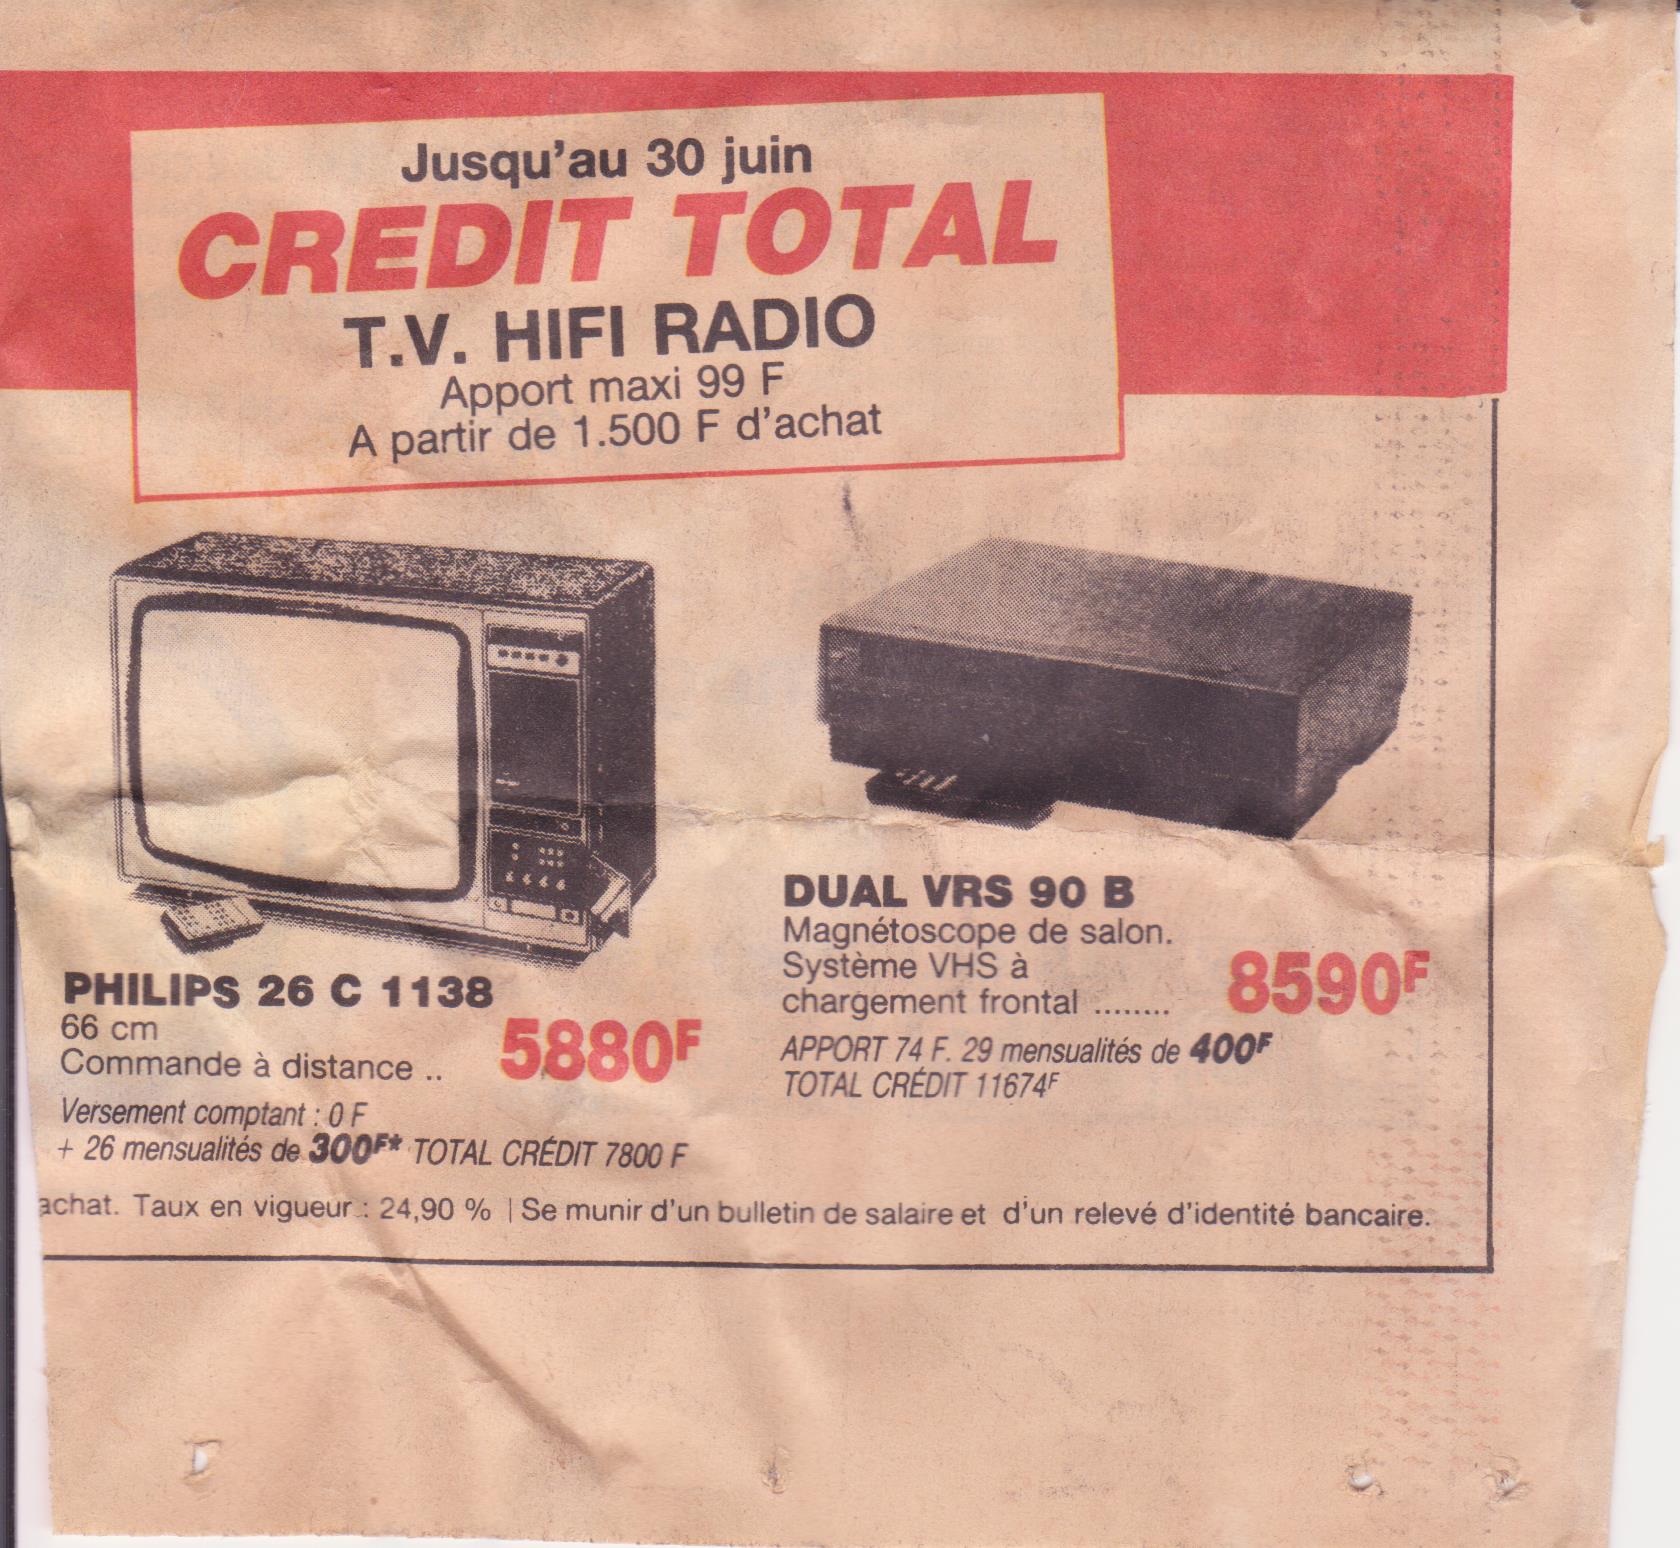 Jusqu'au 30 juin
CREDIT TOTAL
T.V. HIFI RADIO
Apport maxi 99 F
A partir de 1.500 F d'achat
PHILIPS 26 C 1138
66 cm
Commande à distance .. 5880F
Versement comptant : 0 F
+ 26 mensualités de 300F* TOTAL CRÉDIT 7800 F
DUAL VRS 90 B
Magnétoscope de salon.
Système VHS à
chargement frontal ........ 8590F
APPORT 74 F. 29 mensualités de 400F
TOTAL CRÉDIT 11674F
achat. Taux en vigueur : 24,90 % | Se munir d'un bulletin de salaire et d'un relevé d'identité bancaire.